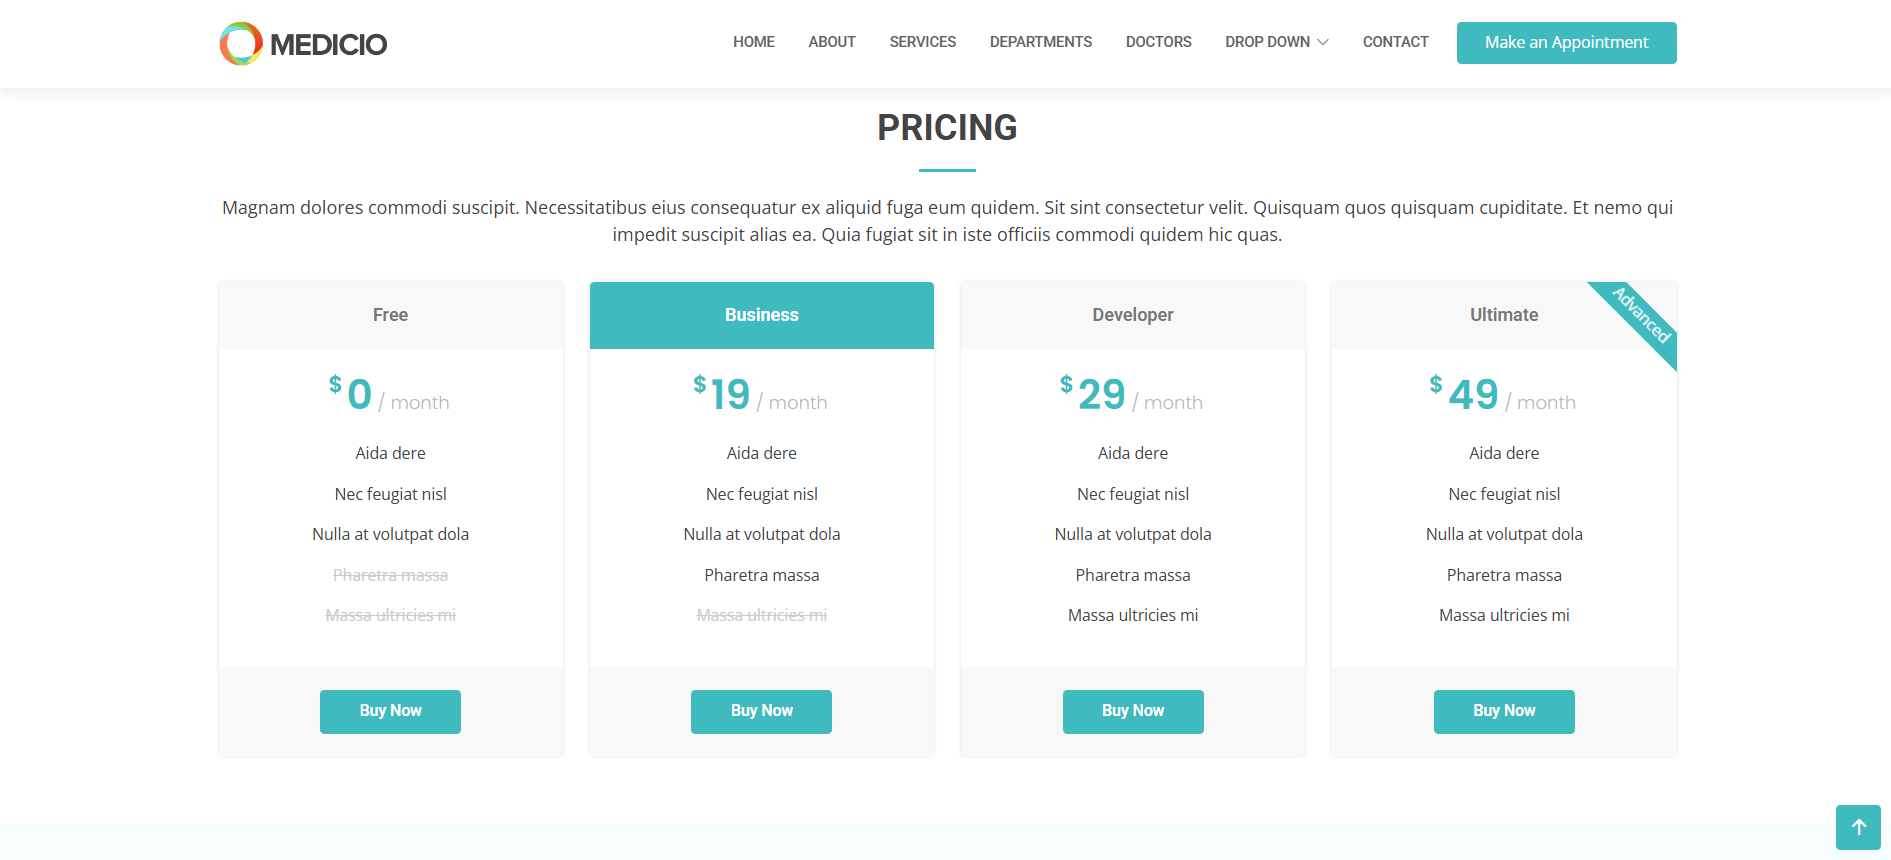 MEDICIO
HOME ABOUT SERVICES DEPARTMENTS DOCTORS DROP DOWN CONTACT Make an Appointment
PRICING
Magnam dolores commodi suscipit. Necessitatibus eius consequatur ex aliquid fuga eum quidem. Sit sint consectetur velit. Quisquam quos quisquam cupiditate. Et nemo qui
impedit suscipit alias ea. Quia fugiat sit in iste officiis commodi quidem hic quas.
Free
$0 / month
Aida dere
Nec feugiat nisl
Nulla at volutpat dola
Pharetra massa
Massa ultricies mi
Buy Now
Business
$19 / month
Aida dere
Nec feugiat nisl
Nulla at volutpat dola
Pharetra massa
Massa ultricies mi
Buy Now
Developer
$29 / month
Aida dere
Nec feugiat nisl
Nulla at volutpat dola
Pharetra massa
Massa ultricies mi
Buy Now
Advanced
Ultimate
$49 / month
Aida dere
Nec feugiat nisl
Nulla at volutpat dola
Pharetra massa
Massa ultricies mi
Buy Now